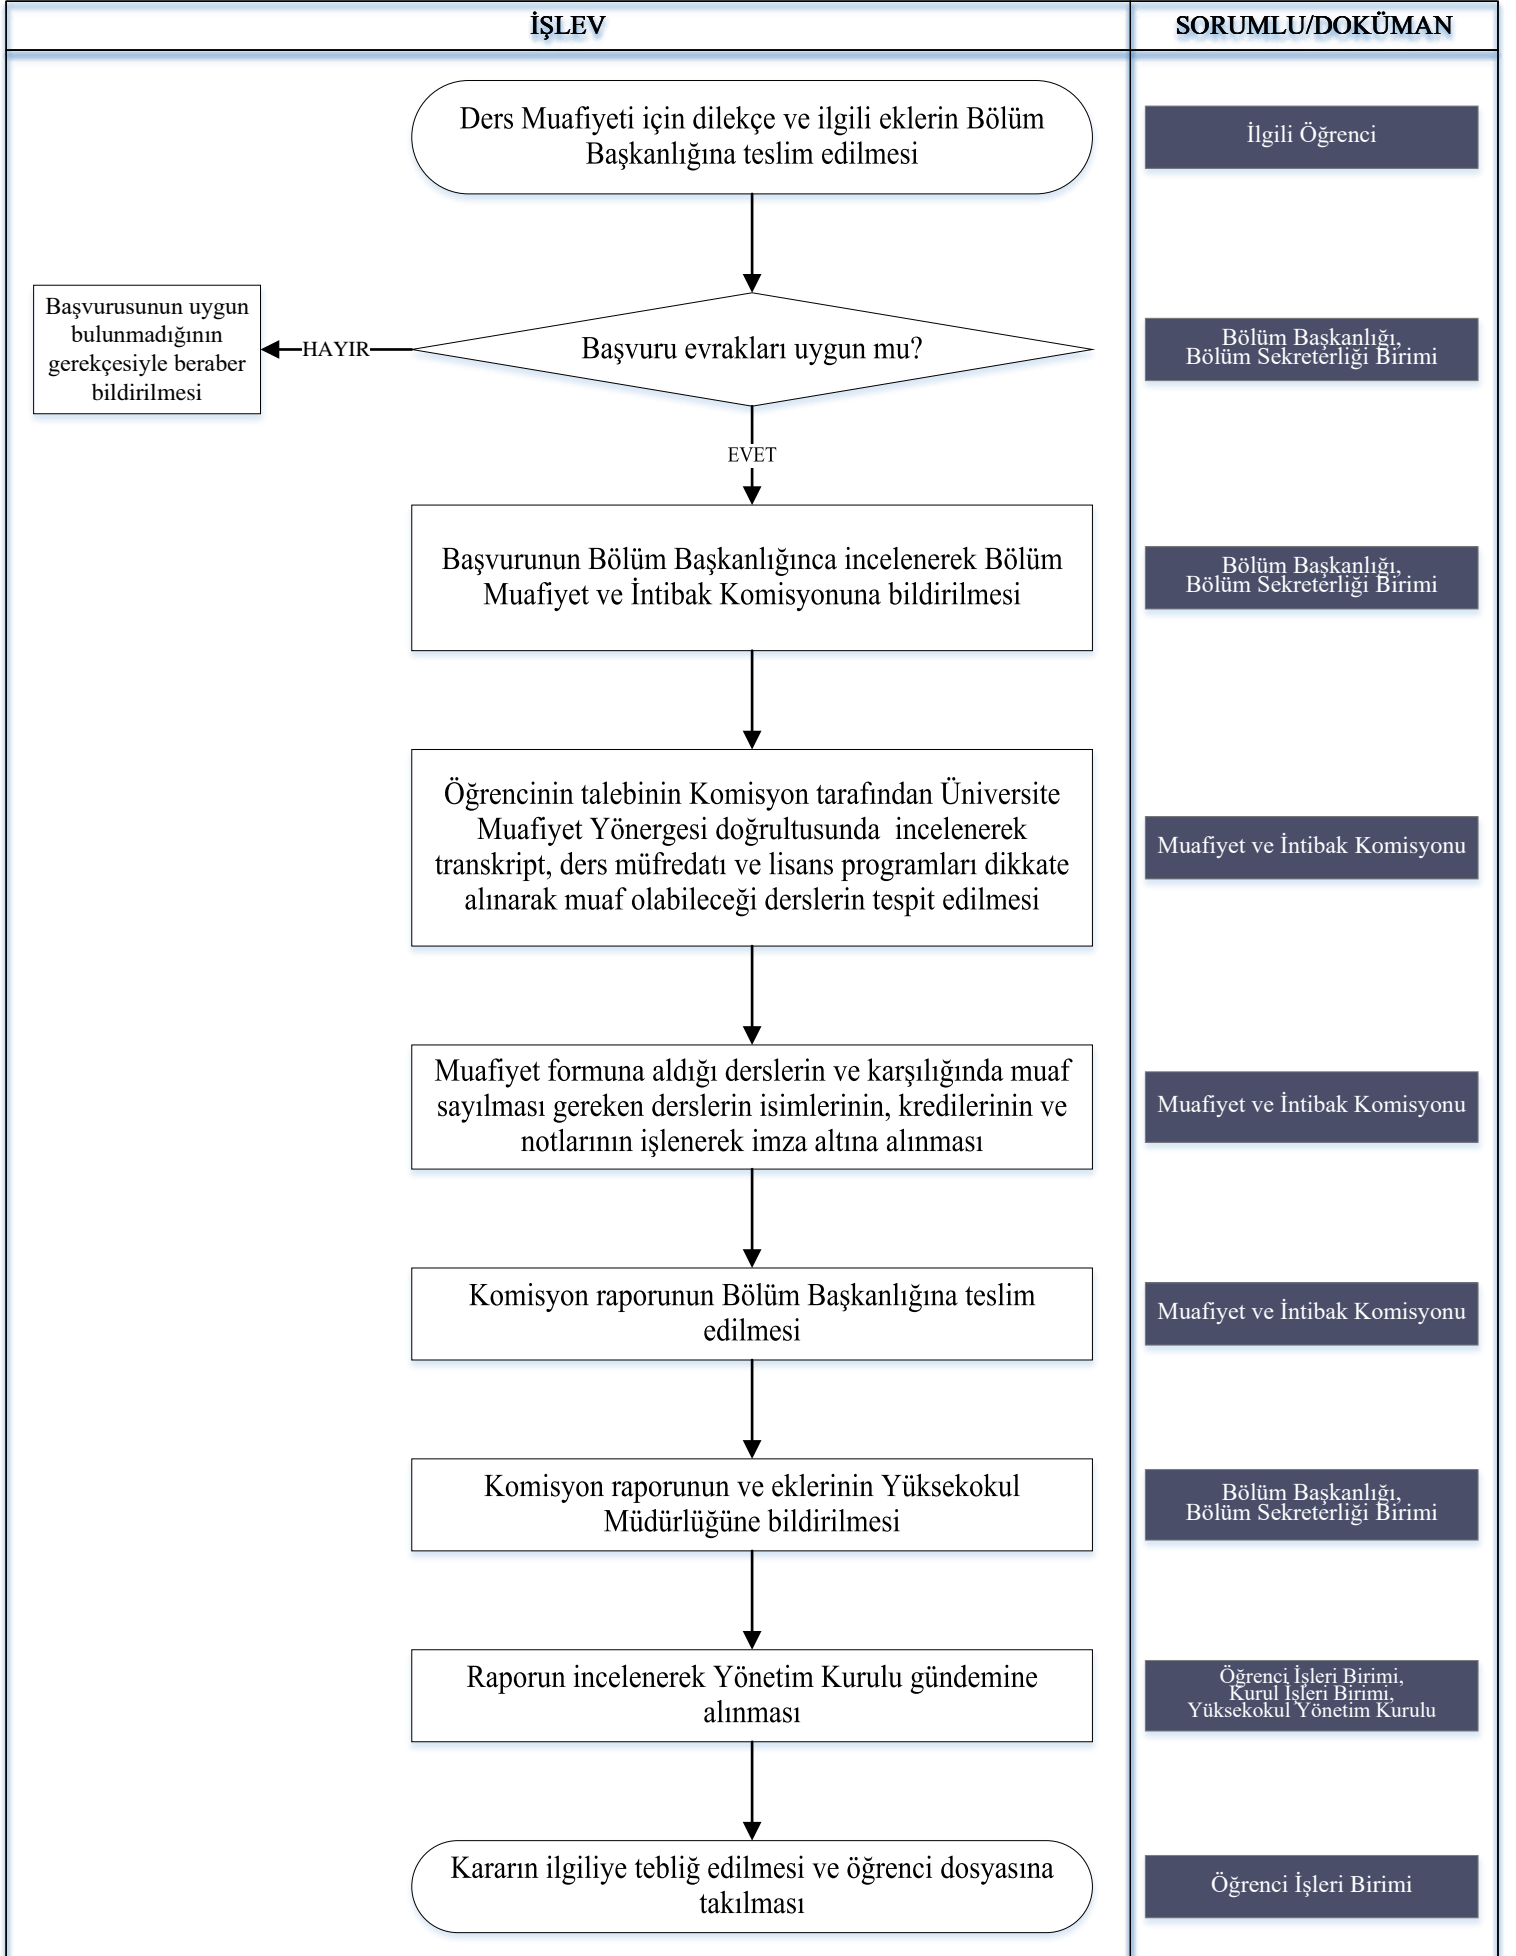 İŞLEV
SORUMLU/DOKÜMAN
Ders Muafiyeti için dilekçe ve ilgili eklerin Bölüm
Başkanlığına teslim edilmesi
İlgili Öğrenci
Başvurusunun uygun
bulunmadığının
gerekçesiyle beraber
bildirilmesi
HAYIR
Başvuru evrakları uygun mu?
Bölüm Başkanlığı,
Bölüm Sekreterliği Birimi
EVET
Başvurunun Bölüm Başkanlığınca incelenerek Bölüm
Muafiyet ve İntibak Komisyonuna bildirilmesi
Bölüm Başkanlığı,
Bölüm Sekreterliği Birimi
Öğrencinin talebinin Komisyon tarafından Üniversite
Muafiyet Yönergesi doğrultusunda  incelenerek
transkript, ders müfredatı ve lisans programları dikkate
alınarak muaf olabileceği derslerin tespit edilmesi
Muafiyet ve İntibak Komisyonu
Muafiyet formuna aldığı derslerin ve karşılığında muaf
sayılması gereken derslerin isimlerinin, kredilerinin ve
notlarının işlenerek imza altına alınması
Muafiyet ve İntibak Komisyonu
Komisyon raporunun Bölüm Başkanlığına teslim
edilmesi
Muafiyet ve İntibak Komisyonu
Komisyon raporunun ve eklerinin Yüksekokul
Müdürlüğüne bildirilmesi
Bölüm Başkanlığı,
Bölüm Sekreterliği Birimi
Raporun incelenerek Yönetim Kurulu gündemine
alınması
Öğrenci İşleri Birimi,
Kurul İşleri Birimi,
Yüksekokul Yönetim Kurulu
Kararın ilgiliye tebliğ edilmesi ve öğrenci dosyasına
takılması
Öğrenci İşleri Birimi